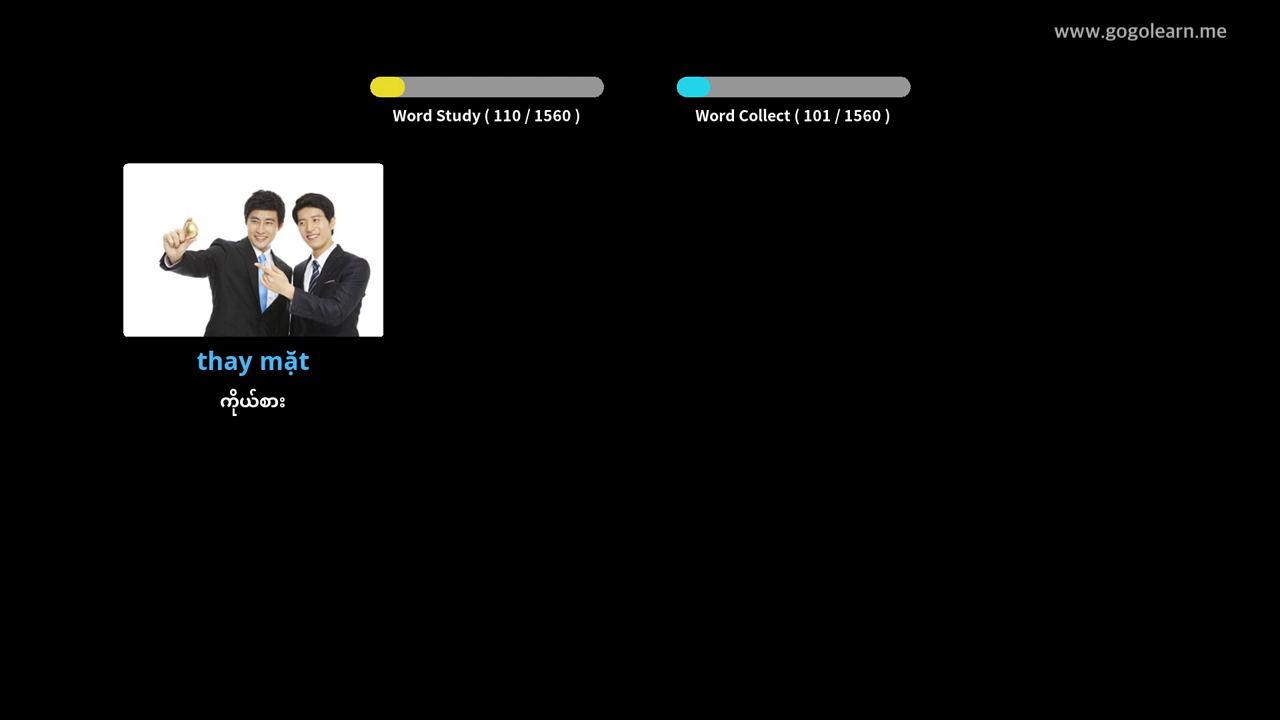 www.gogolearn.me
Word Study ( 110 / 1560 )
Word Collect ( 101 / 1560 )
thay mặt
ကိုယ်စား